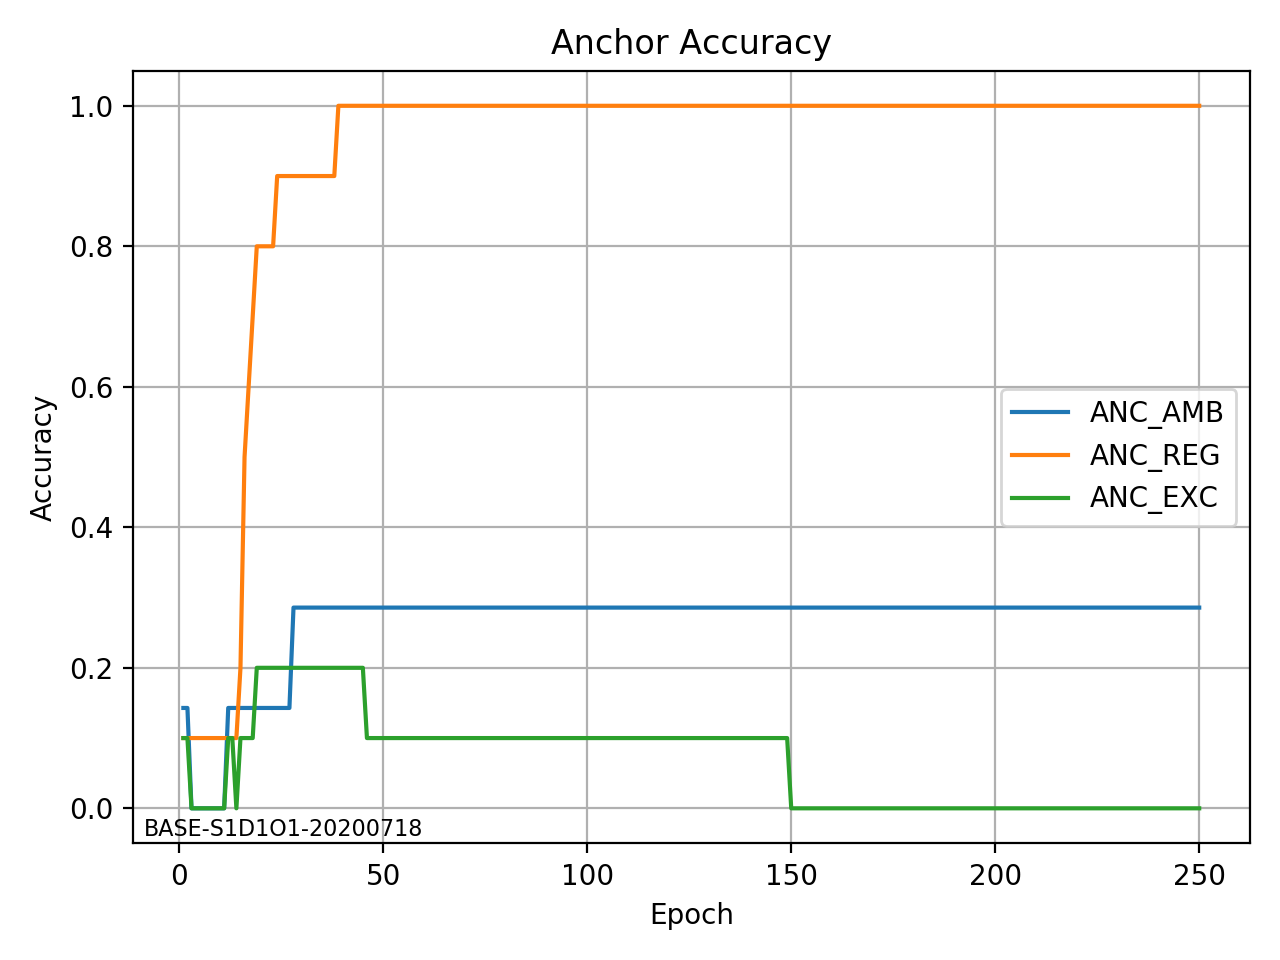 Anchor Accuracy
1.0
0.8
0.6
0.4
0.2
0.0
Accuracy
ANC_AMB
ANC_REG
ANC_EXC
BASE-S1D1O1-20200718
0 50 100 150 200 250
Epoch